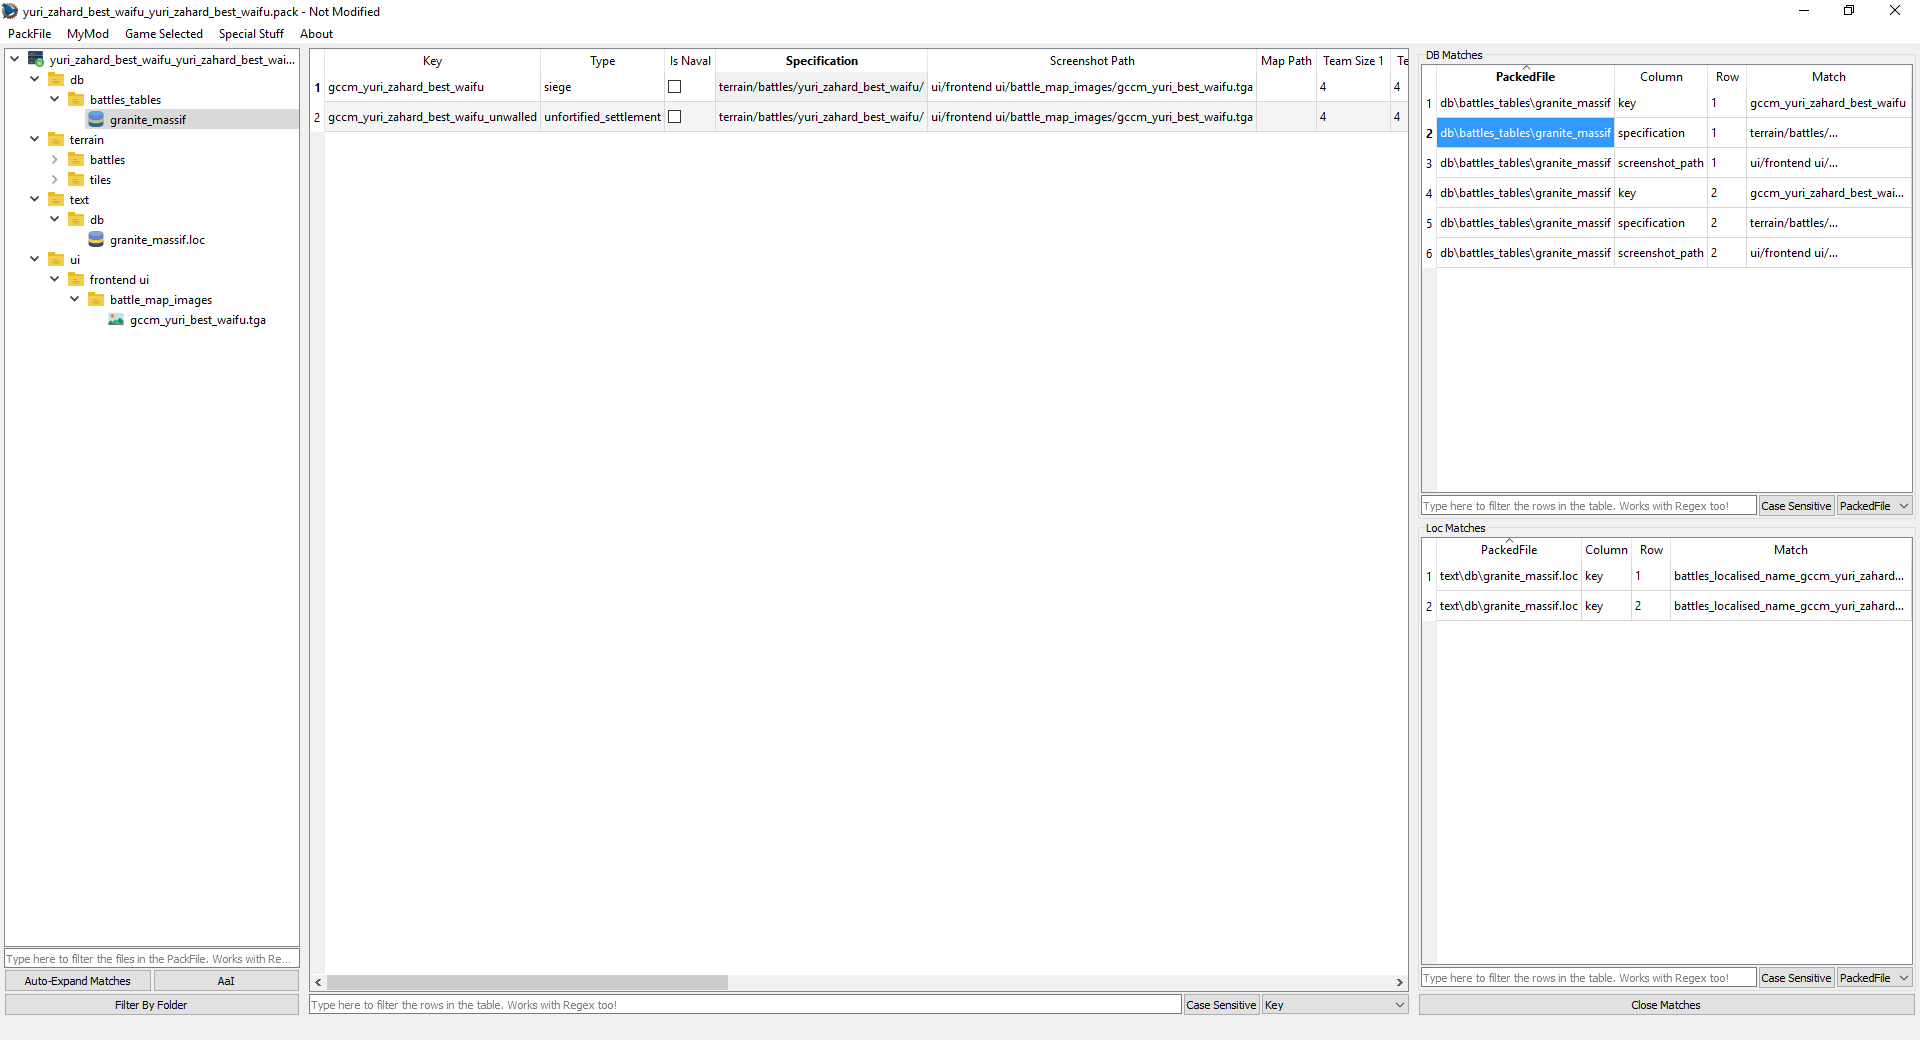 yuri_zahard_best_waifu_yuri_zahard_best_waifu.pack - Not Modified
PackFile MyMod Game Selected Special Stuff About
yuri_zahard_best_waifu_yuri_zahard_best_wai...
db
battles_tables
granite_massif
terrain
battles
tiles
text
db
granite_massif.loc
ui
frontend ui
battle_map_images
gccm_yuri_best_waifu.tga
Type here to filter the files in the PackFile. Works with Re...
Auto-Expand Matches AaI
Filter By Folder
Key Type Is Naval Specification Screenshot Path Map Path Team Size 1 Te
1 gccm_yuri_zahard_best_waifu siege terrain/battles/yuri_zahard_best_waifu/ ui/frontend ui/battle_map_images/gccm_yuri_best_waifu.tga 4 4
2 gccm_yuri_zahard_best_waifu_unwalled unfortified_settlement terrain/battles/yuri_zahard_best_waifu/ ui/frontend ui/battle_map_images/gccm_yuri_best_waifu.tga 4 4
Type here to filter the rows in the table. Works with Regex too! Case Sensitive Key
DB Matches
PackedFile Column Row Match
1 db\battles_tables\granite_massif key 1 gccm_yuri_zahard_best_waifu
2 db\battles_tables\granite_massif specification 1 terrain/battles/...
3 db\battles_tables\granite_massif screenshot_path 1 ui/frontend ui/...
4 db\battles_tables\granite_massif key 2 gccm_yuri_zahard_best_wai...
5 db\battles_tables\granite_massif specification 2 terrain/battles/...
6 db\battles_tables\granite_massif screenshot_path 2 ui/frontend ui/...
Type here to filter the rows in the table. Works with Regex too! Case Sensitive PackedFile
Loc Matches
PackedFile Column Row Match
1 text\db\granite_massif.loc key 1 battles_localised_name_gccm_yuri_zahard...
2 text\db\granite_massif.loc key 2 battles_localised_name_gccm_yuri_zahard...
Type here to filter the rows in the table. Works with Regex too! Case Sensitive PackedFile
Close Matches